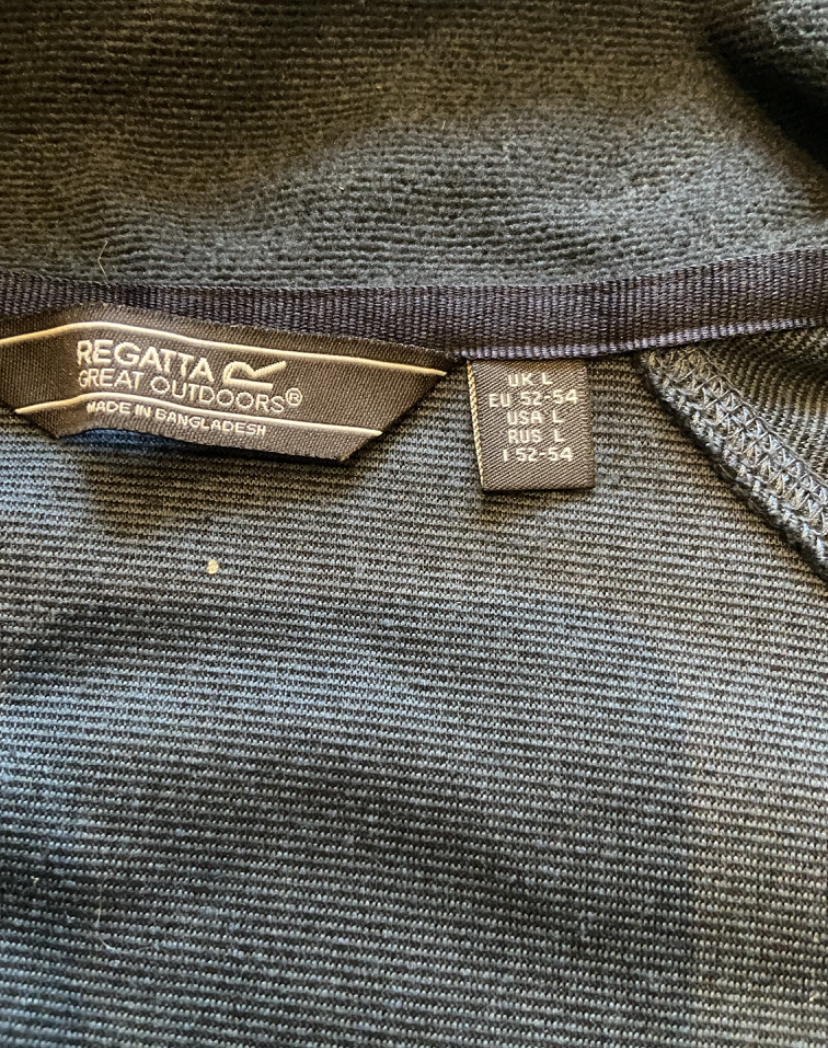 REGATTA
GREAT OUTDOORS®
MADE IN BANGLADESH
UK L
EU 52-54
USA L
RUS L
I 52-54